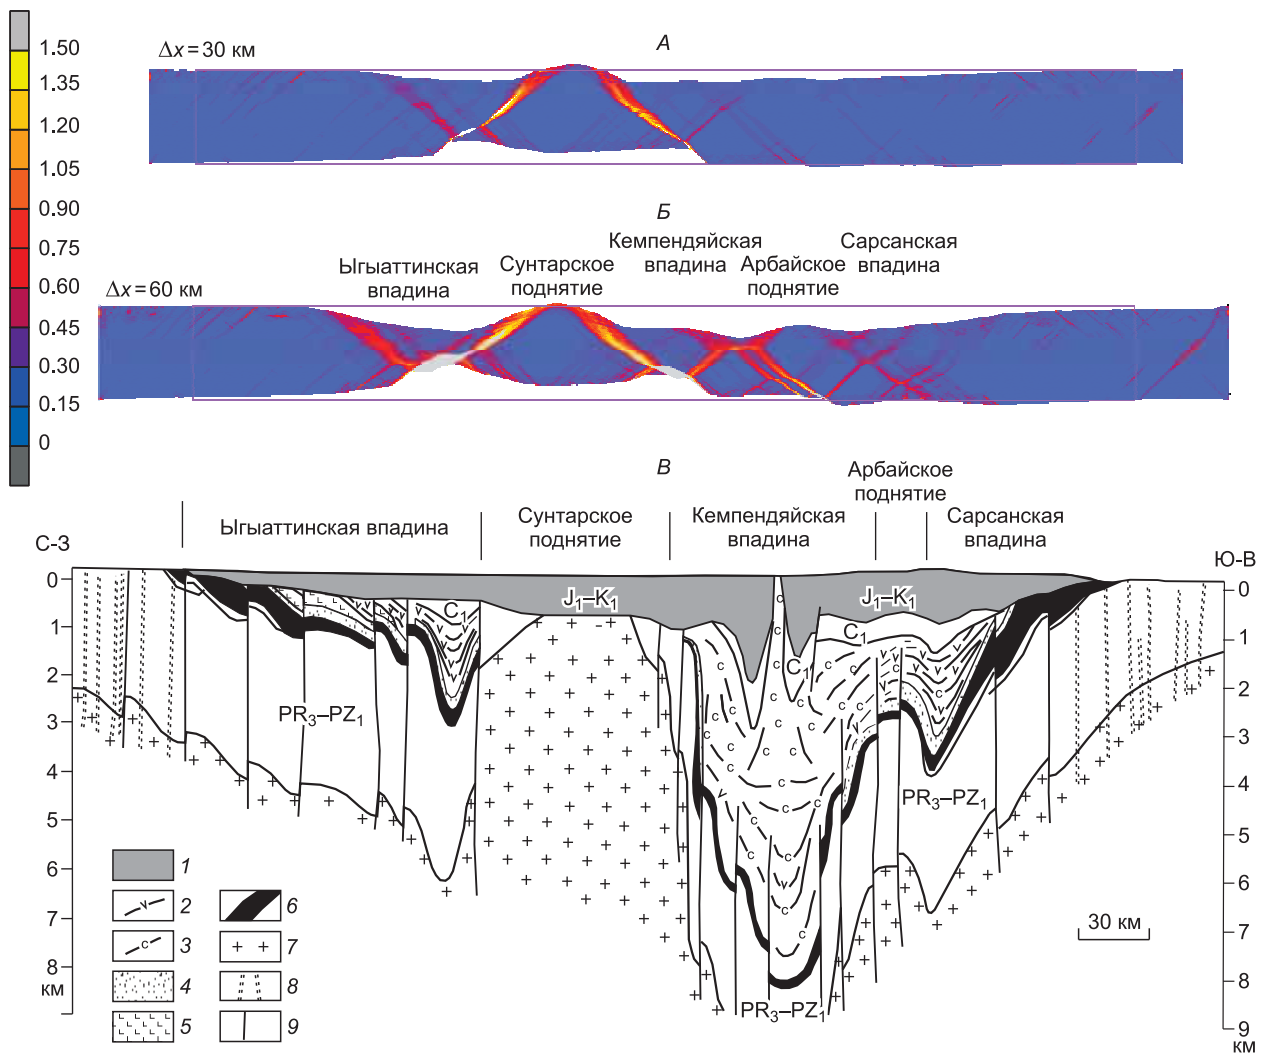 1.50
1.35
1.20
1.05
0.90
0.75
0.60
0.45
0.30
0.15
0
Δx = 30 км
А
Б
Δx = 60 км
Ыгыаттинская
впадина
Сунтарское
поднятие
Кемпендяйская
впадина
Арбайское
поднятие
Сарсанская
впадина
В
С-З
Ыгыаттинская впадина
Сунтарское
поднятие
Кемпендяйская
впадина
Арбайское
поднятие
Сарсанская
впадина
Ю-В
0
1
2
3
4
5
6
7
8
км
0
1
2
3
4
5
6
7
8
9
км
C₁
J₁–K₁
J₁–K₁
C₁
C₁
PR₃–PZ₁
PR₃–PZ₁
PR₃–PZ₁
30 км
1
2
3
4
5
6
7
8
9